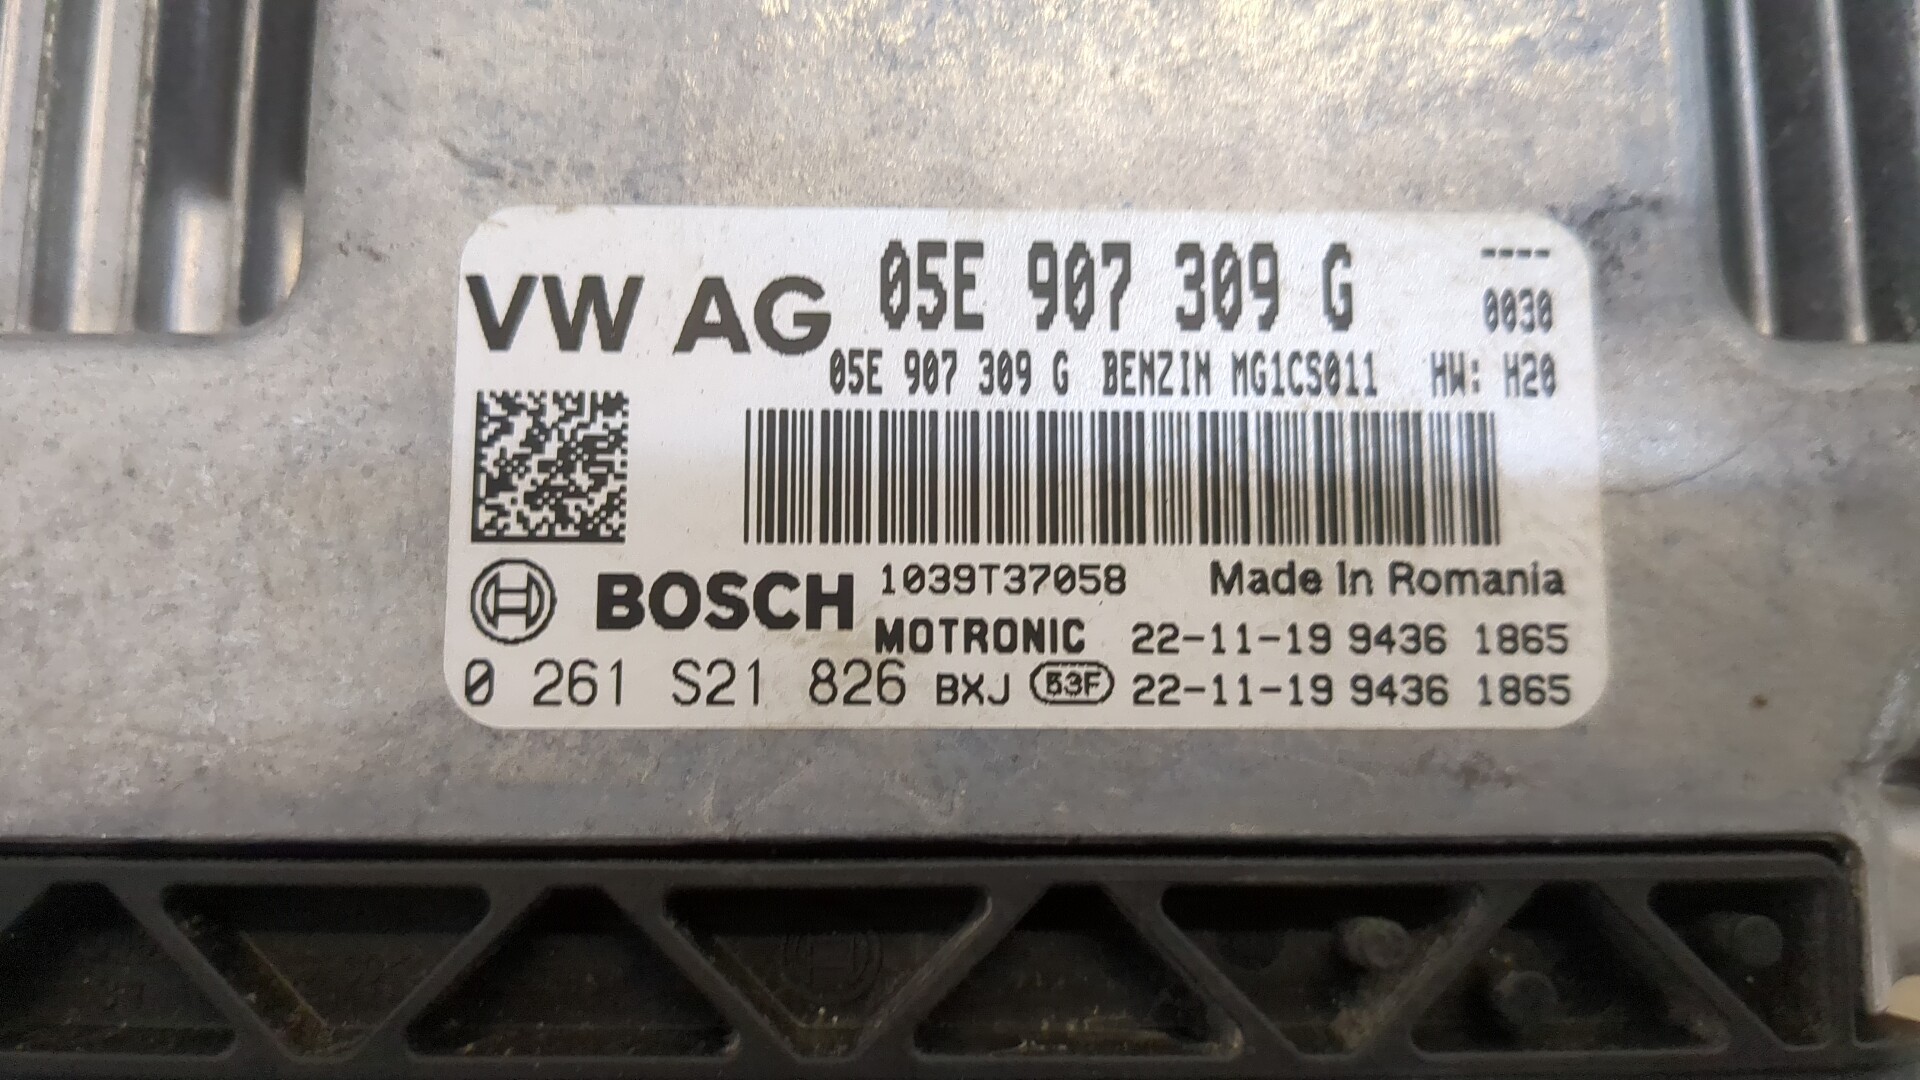 VW AG 05E 907 309 G ----
0030
05E 907 309 G BENZIN MG1CS011 HW: H20
BOSCH 1039T37058 Made In Romania
MOTRONIC 22-11-19 9436 1865
0 261 S21 826 BXJ 53F 22-11-19 9436 1865